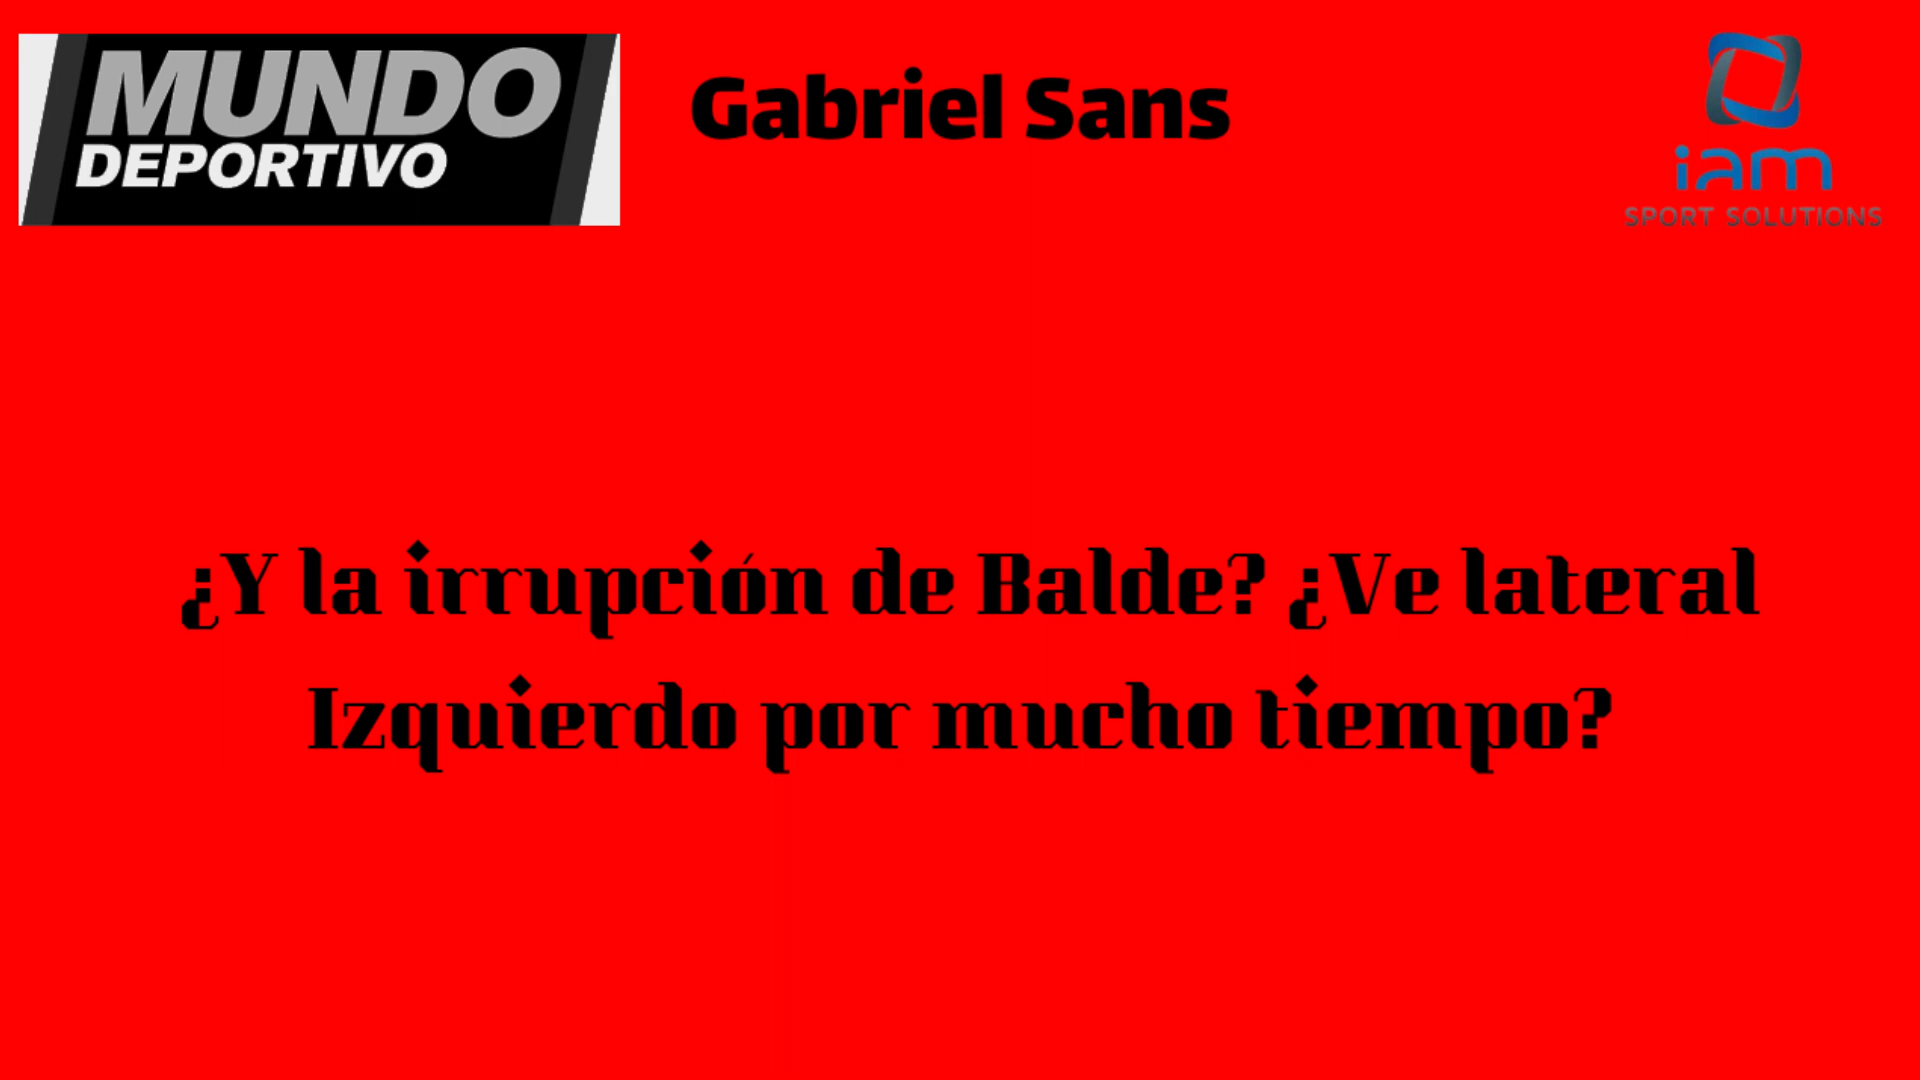 MUNDO
DEPORTIVO
Gabriel Sans
iam
SPORT SOLUTIONS
¿Y la irrupción de Balde? ¿Ve lateral
Izquierdo por mucho tiempo?